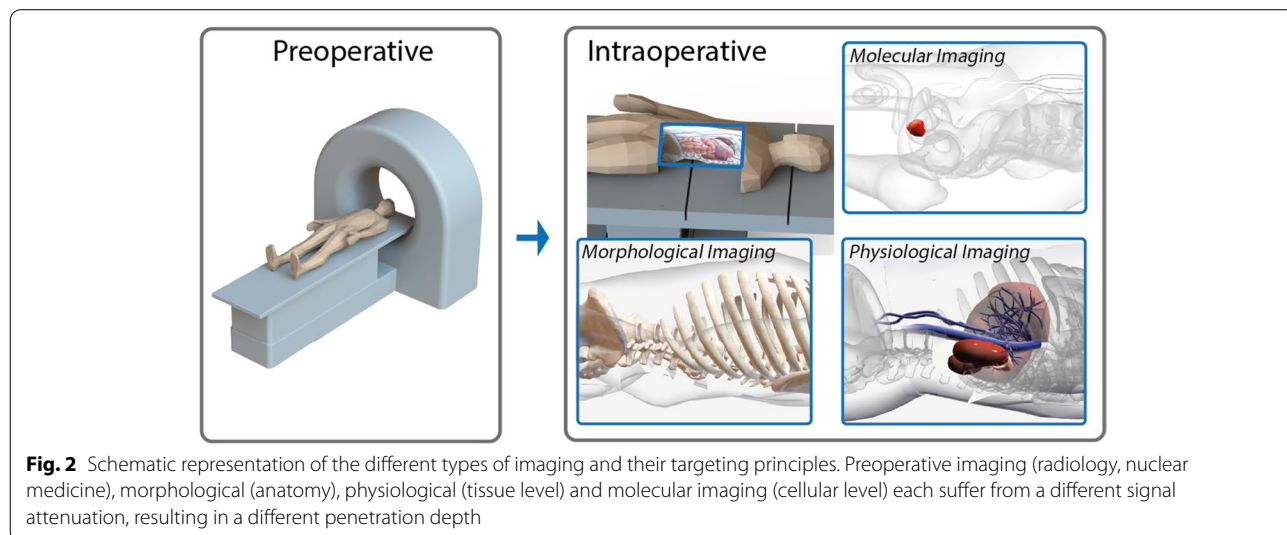 Preoperative
Intraoperative
Molecular Imaging
Morphological Imaging
Physiological Imaging
Fig. 2 Schematic representation of the different types of imaging and their targeting principles. Preoperative imaging (radiology, nuclear
medicine), morphological (anatomy), physiological (tissue level) and molecular imaging (cellular level) each suffer from a different signal
attenuation, resulting in a different penetration depth